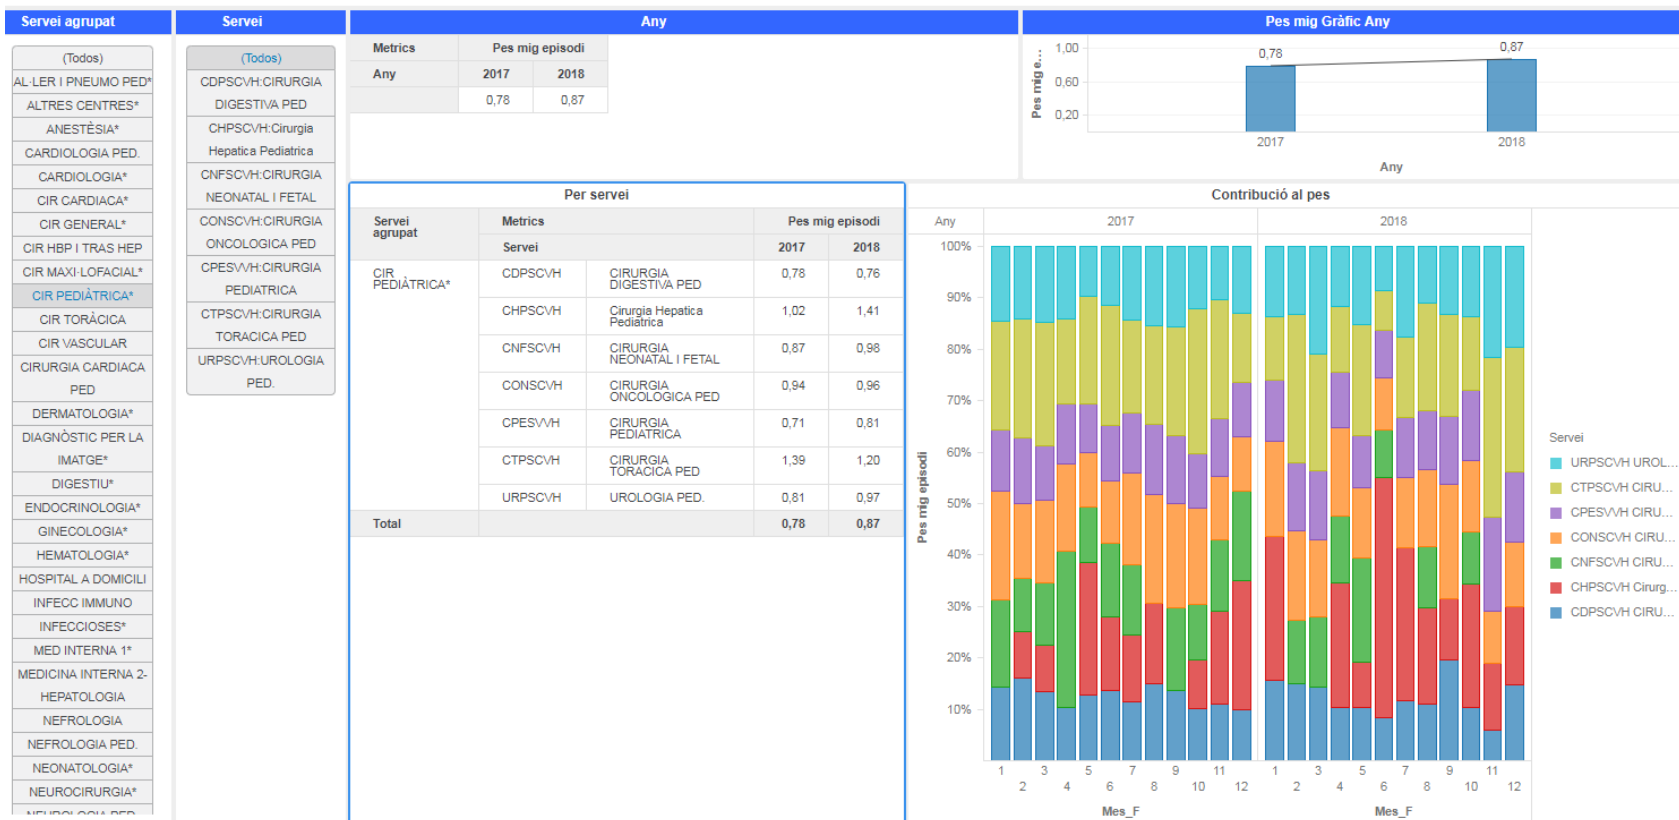 Servei agrupat
(Todos)
AL·LER I PNEUMO PED*
ALTRES CENTRES*
ANESTÈSIA*
CARDIOLOGIA PED.
CARDIOLOGIA*
CIR CARDIACA*
CIR GENERAL*
CIR HBP I TRAS HEP
CIR MAXI·LOFACIAL*
CIR PEDIÀTRICA*
CIR TORÀCICA
CIR VASCULAR
CIRURGIA CARDIACA
PED
DERMATOLOGIA*
DIAGNÒSTIC PER LA
IMATGE*
DIGESTIU*
ENDOCRINOLOGIA*
GINECOLOGIA*
HEMATOLOGIA*
HOSPITAL A DOMICILI
INFECC IMMUNO
INFECCIOSES*
MED INTERNA 1*
MEDICINA INTERNA 2-
HEPATOLOGIA
NEFROLOGIA
NEFROLOGIA PED.
NEONATOLOGIA*
NEUROCIRURGIA*
Servei
(Todos)
CDPSCVH:CIRURGIA
DIGESTIVA PED
CHPSCVH:Cirurgia
Hepatica Pediatrica
CNFSCVH:CIRURGIA
NEONATAL I FETAL
CONSCVH:CIRURGIA
ONCOLOGICA PED
CPESVVH:CIRURGIA
PEDIATRICA
CTPSCVH:CIRURGIA
TORACICA PED
URPSCVH:UROLOGIA
PED.
Any
Metrics Pes mig episodi
Any 2017 2018
0,78 0,87
Pes mig Gràfic Any
Pes mig e...
1,00
0,60
0,20
0,78 0,87
2017 2018
Any
Per servei
Servei agrupat Metrics Pes mig episodi
Servei 2017 2018
CIR PEDIÀTRICA* CDPSCVH CIRURGIA DIGESTIVA PED 0,78 0,76
CHPSCVH Cirurgia Hepatica Pediatrica 1,02 1,41
CNFSCVH CIRURGIA NEONATAL I FETAL 0,87 0,98
CONSCVH CIRURGIA ONCOLOGICA PED 0,94 0,96
CPESVVH CIRURGIA PEDIATRICA 0,71 0,81
CTPSCVH CIRURGIA TORACICA PED 1,39 1,20
URPSCVH UROLOGIA PED. 0,81 0,97
Total 0,78 0,87
Contribució al pes
Any 2017 2018
Pes mig episodi
100%
90%
80%
70%
60%
50%
40%
30%
20%
10%
1 3 5 7 9 11 1 3 5 7 9 11
2 4 6 8 10 12 2 4 6 8 10 12
Mes_F Mes_F
Servei
URPSCVH UROL...
CTPSCVH CIRU...
CPESVVH CIRU...
CONSCVH CIRU...
CNFSCVH CIRU...
CHPSCVH Cirurg...
CDPSCVH CIRU...